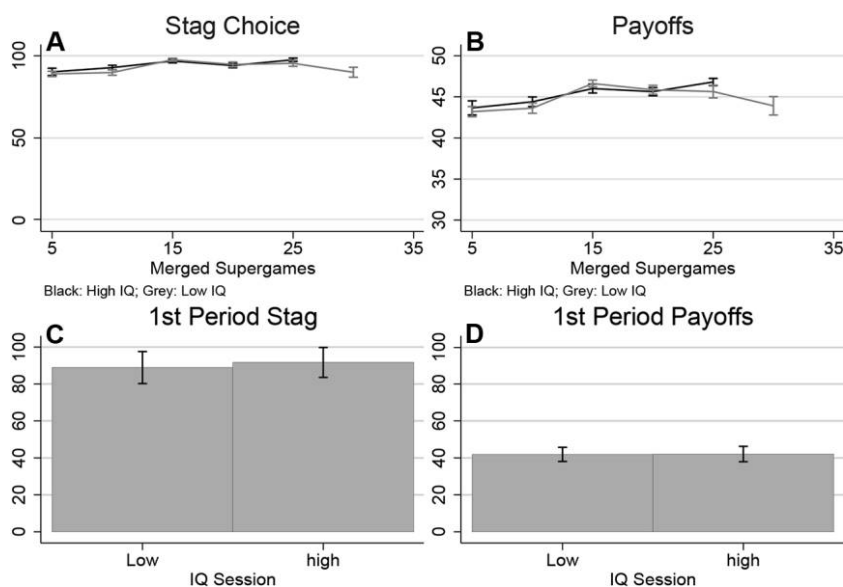 A Stag Choice
100
50
0
5 15 25 35
Merged Supergames
Black: High IQ; Grey: Low IQ
B Payoffs
50
45
40
35
30
5 15 25 35
Merged Supergames
Black: High IQ; Grey: Low IQ
C 1st Period Stag
100
80
60
40
20
0
Low high
IQ Session
D 1st Period Payoffs
100
80
60
40
20
0
Low high
IQ Session